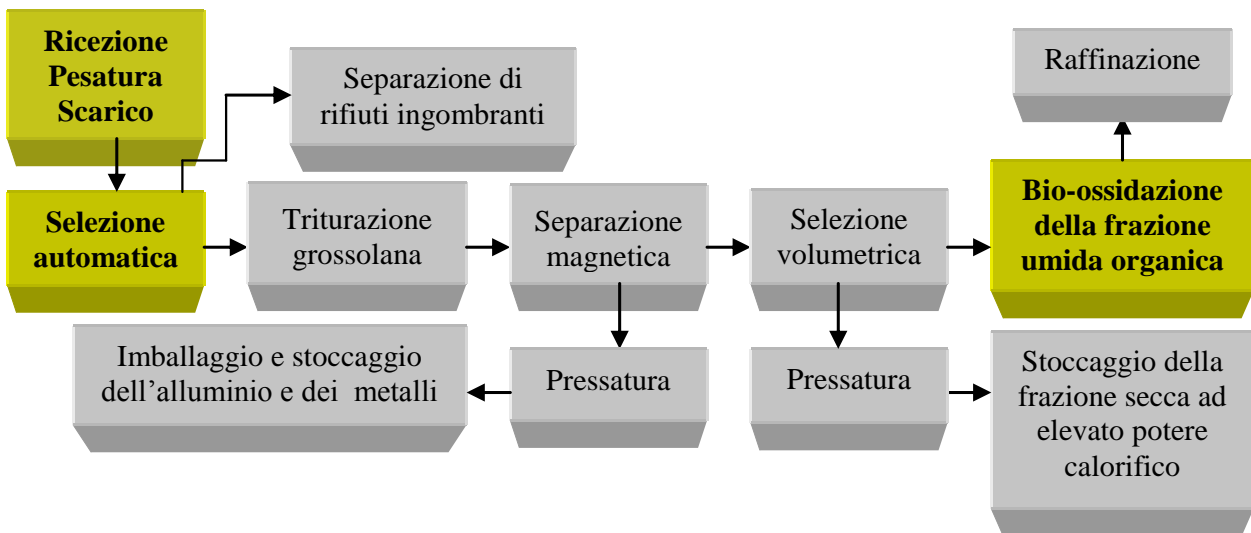 Ricezione
Pesatura
Scarico
Separazione di
rifiuti ingombranti
Raffinazione
Selezione
automatica
Triturazione
grossolana
Separazione
magnetica
Selezione
volumetrica
Bio-ossidazione
della frazione
umida organica
Imballaggio e stoccaggio
dell’alluminio e dei metalli
Pressatura
Pressatura
Stoccaggio della
frazione secca ad
elevato potere
calorifico